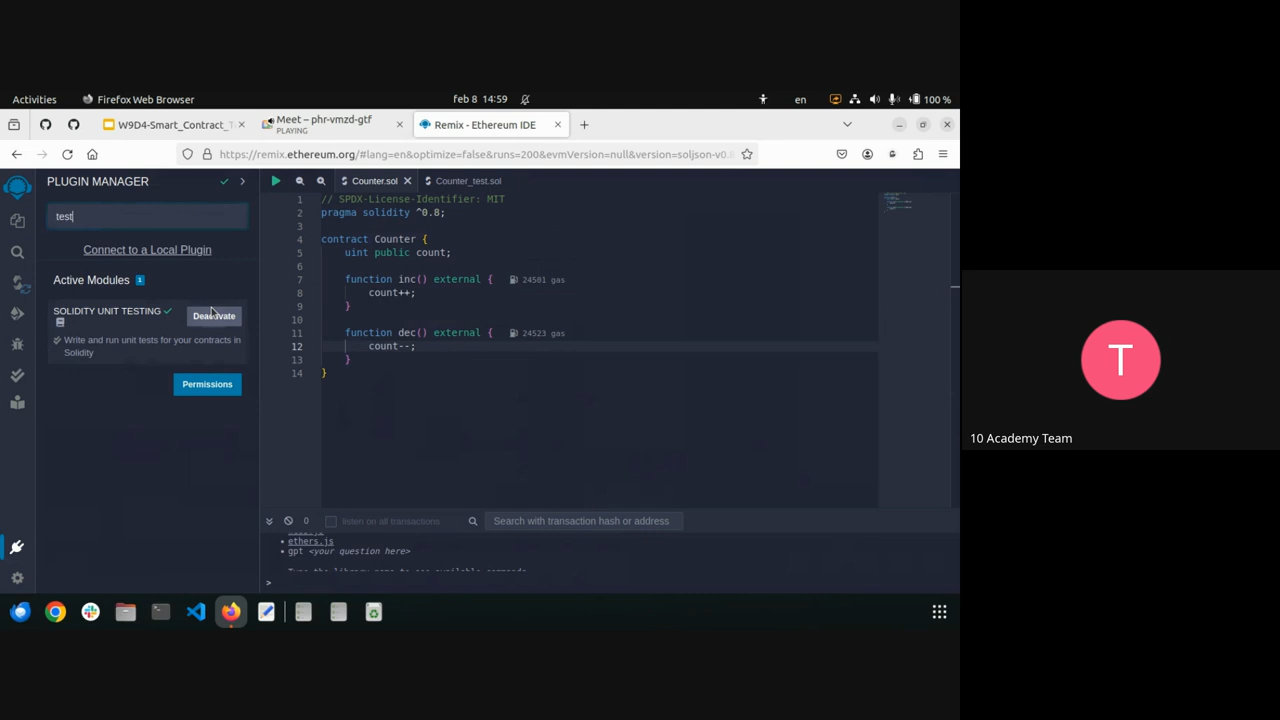 Activities
Firefox Web Browser
feb 8 14:59
en
100 %
W9D4-Smart_Contract_T
Meet – phr-vmzd-gtf
PLAYING
Remix - Ethereum IDE
https://remix.ethereum.org/#lang=en&optimize=false&runs=200&evmVersion=null&version=soljson-v0.8
PLUGIN MANAGER
test
Connect to a Local Plugin
Active Modules 1
SOLIDITY UNIT TESTING
Deactivate
Write and run unit tests for your contracts in
Solidity
Permissions
Counter.sol
Counter_test.sol
1 // SPDX-License-Identifier: MIT
2 pragma solidity ^0.8;
3
4 contract Counter {
5 uint public count;
6
7 function inc() external { 24501 gas
8 count++;
9 }
10
11 function dec() external { 24523 gas
12 count--;
13 }
14 }
0
listen on all transactions
Search with transaction hash or address
• ethers.js
• gpt <your question here>
>
T
10 Academy Team